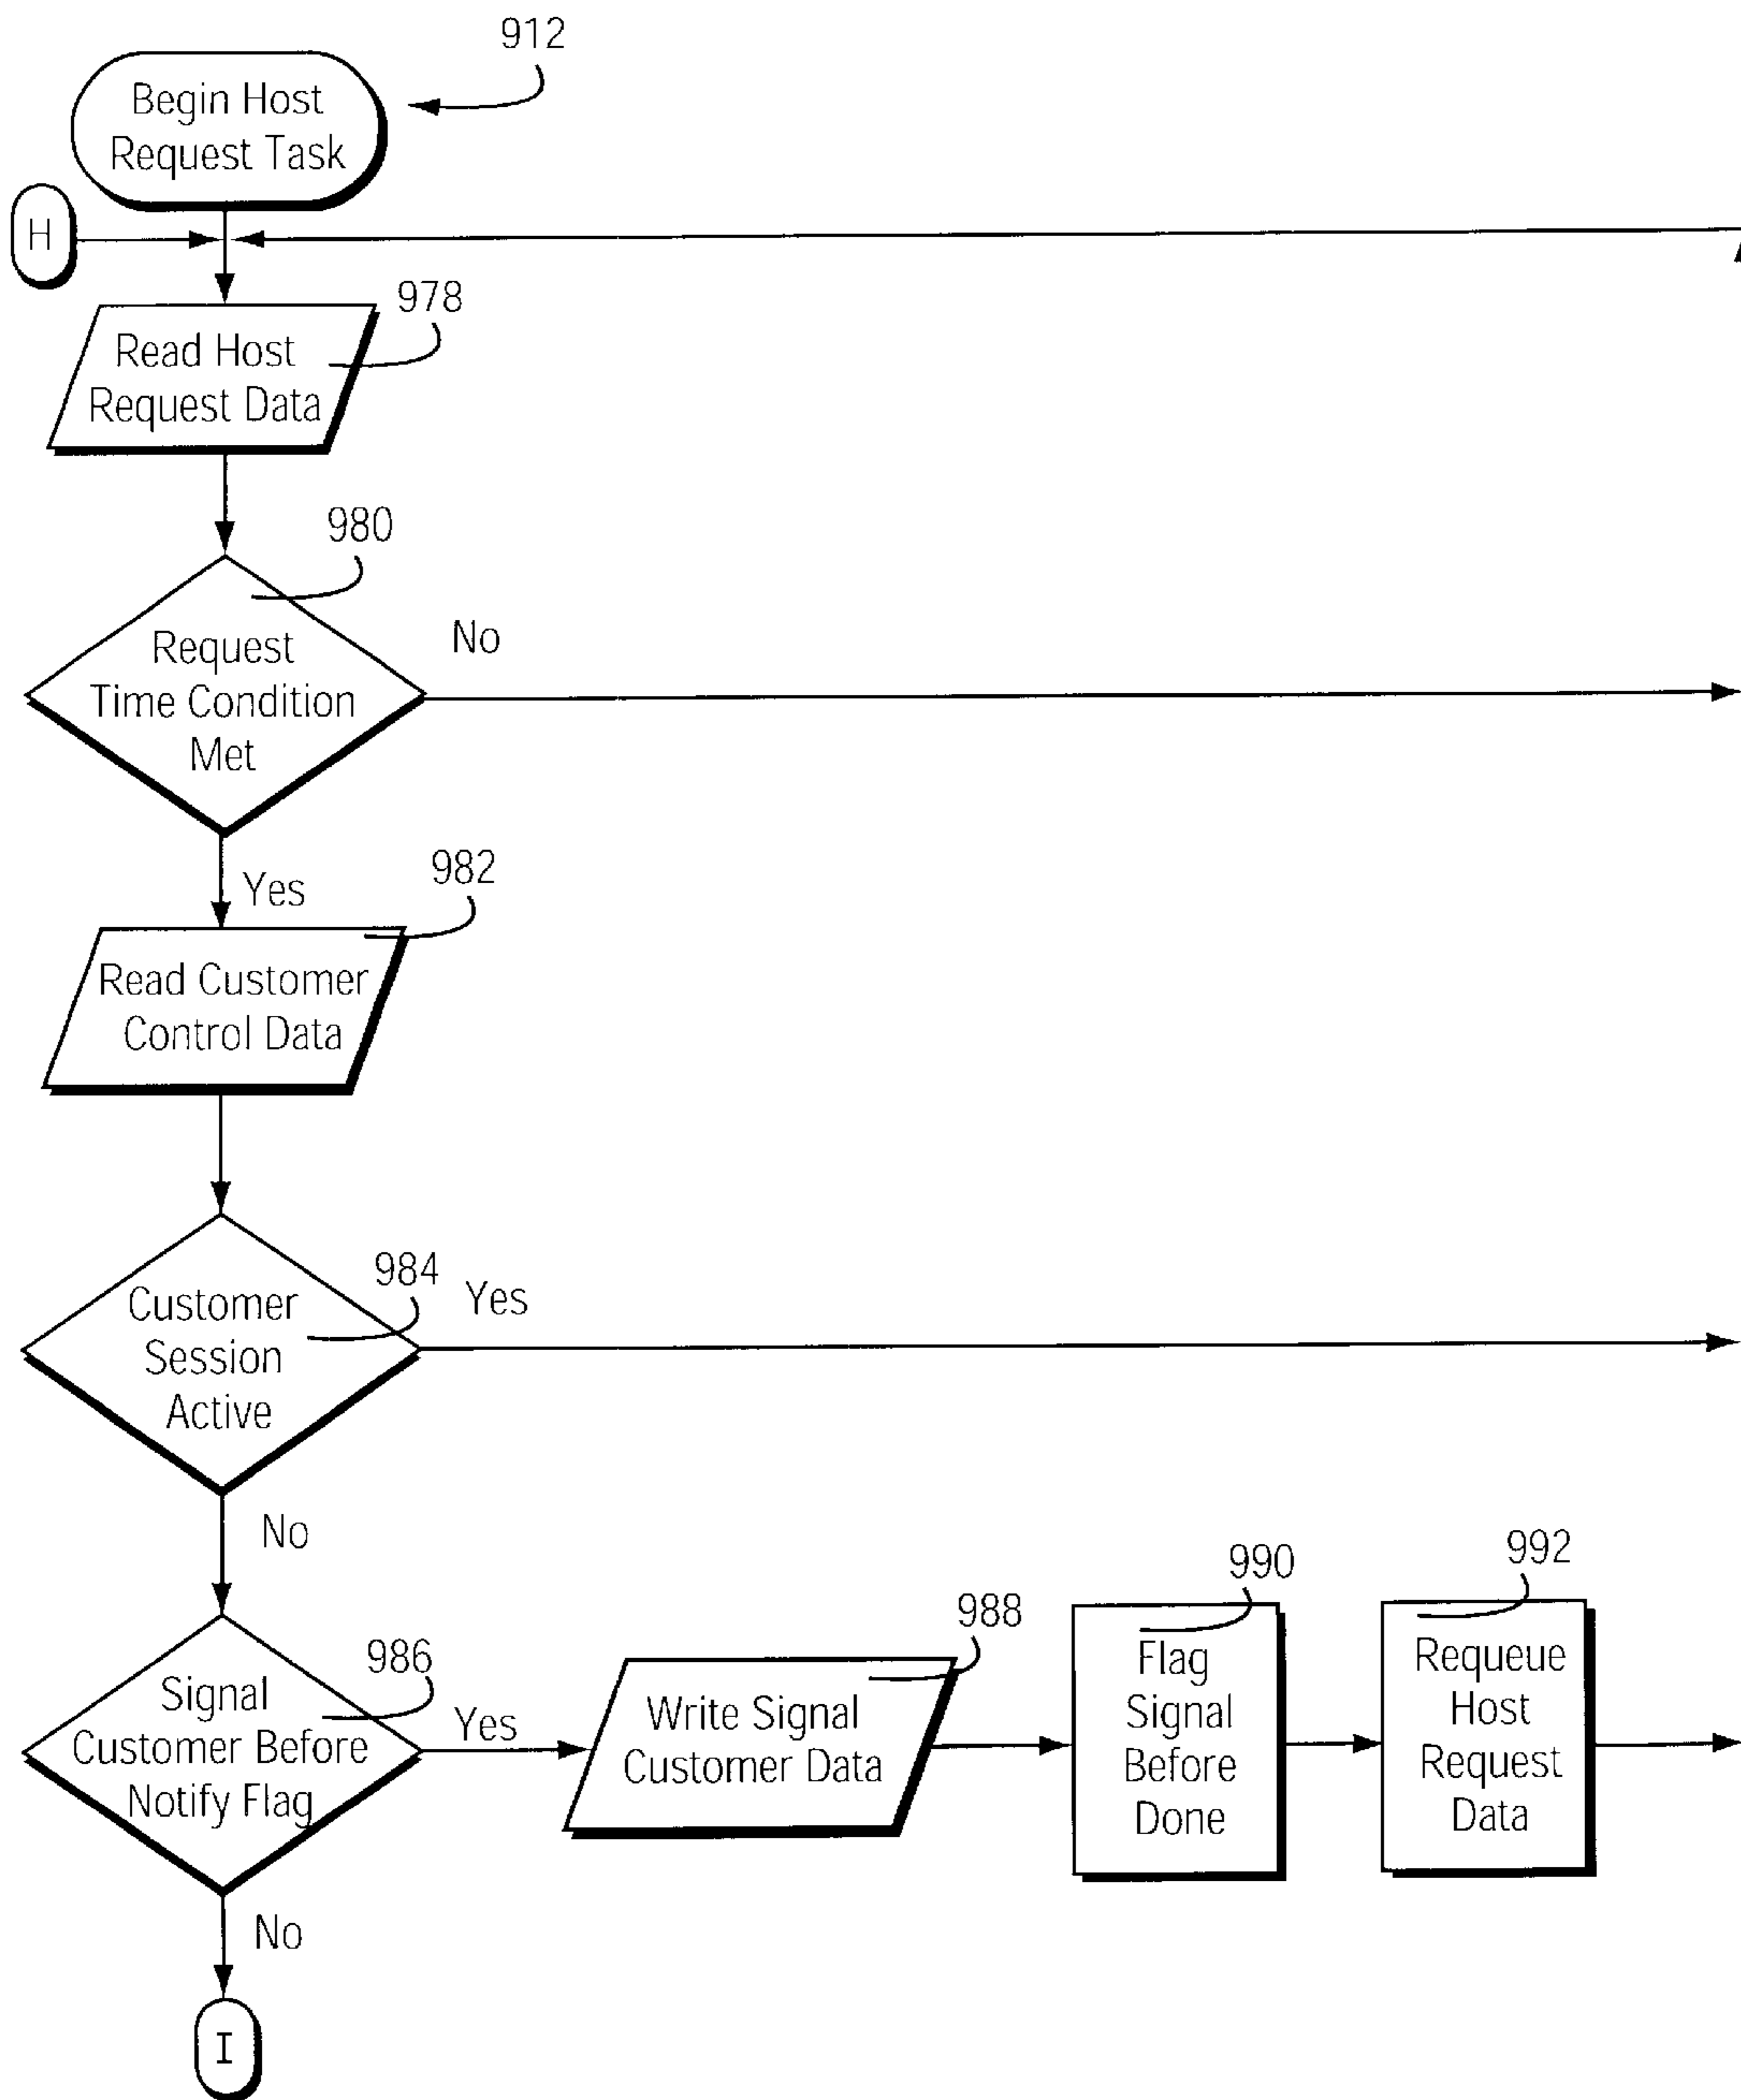 912
Begin Host
Request Task
H
978
Read Host
Request Data
980
Request
Time Condition
Met
No
Yes
982
Read Customer
Control Data
984
Customer
Session
Active
Yes
No
986
Signal
Customer Before
Notify Flag
Yes
988
Write Signal
Customer Data
990
Flag
Signal
Before
Done
992
Requeue
Host
Request
Data
No
I